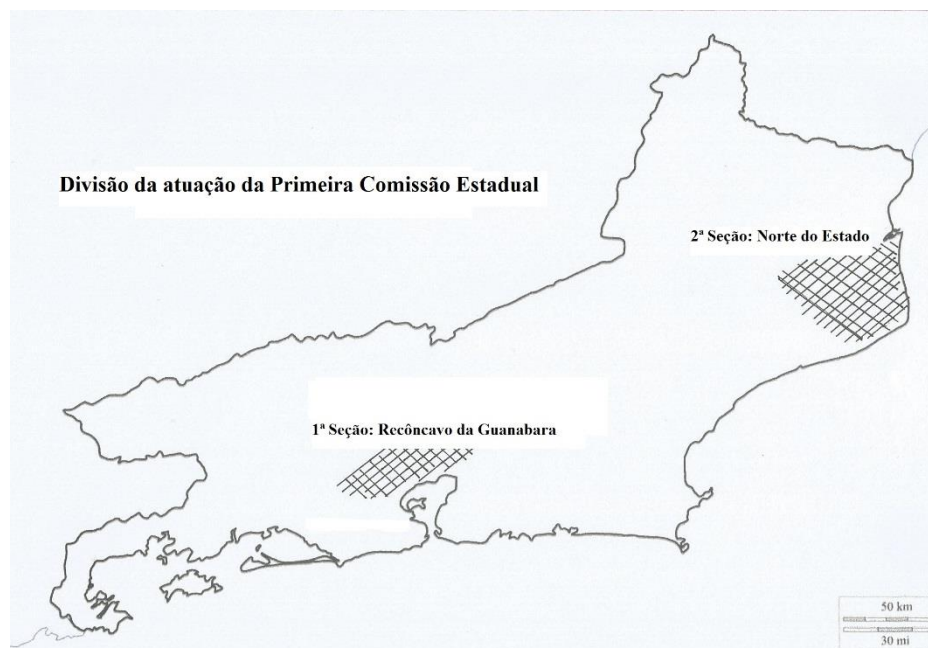 Divisão da atuação da Primeira Comissão Estadual
2ª Seção: Norte do Estado
1ª Seção: Recôncavo da Guanabara
50 km
30 mi